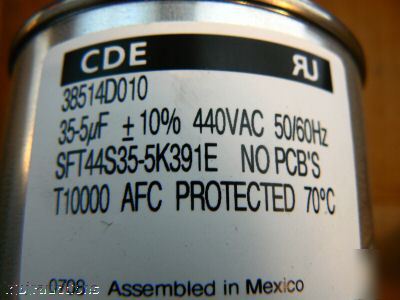 CDE RU
38514D010
35-5µF ±10% 440VAC 50/60Hz
SFT44S35-5K391E NO PCB'S
T10000 AFC PROTECTED 70ºC
0708 Assembled in Mexico